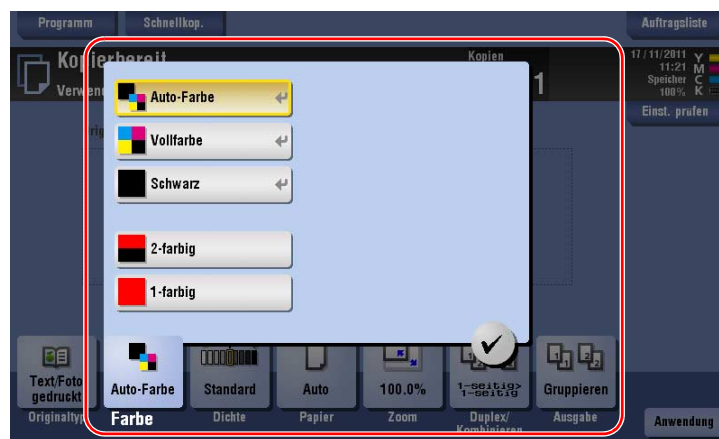 Programm
Schnellkop.
Auftragsliste
Kopierbereit
Kopien
17/11/2011
11:21
Speicher
100%
Y
M
C
K
1
Einst. prüfen
Auto-Farbe
Vollfarbe
Schwarz
2-farbig
1-farbig
Text/Foto
gedruckt
Auto-Farbe
Standard
Auto
100.0%
1-seitig>
1-seitig
Gruppieren
Originaltyp
Farbe
Dichte
Papier
Zoom
Duplex/
Kombinieren
Ausgabe
Anwendung